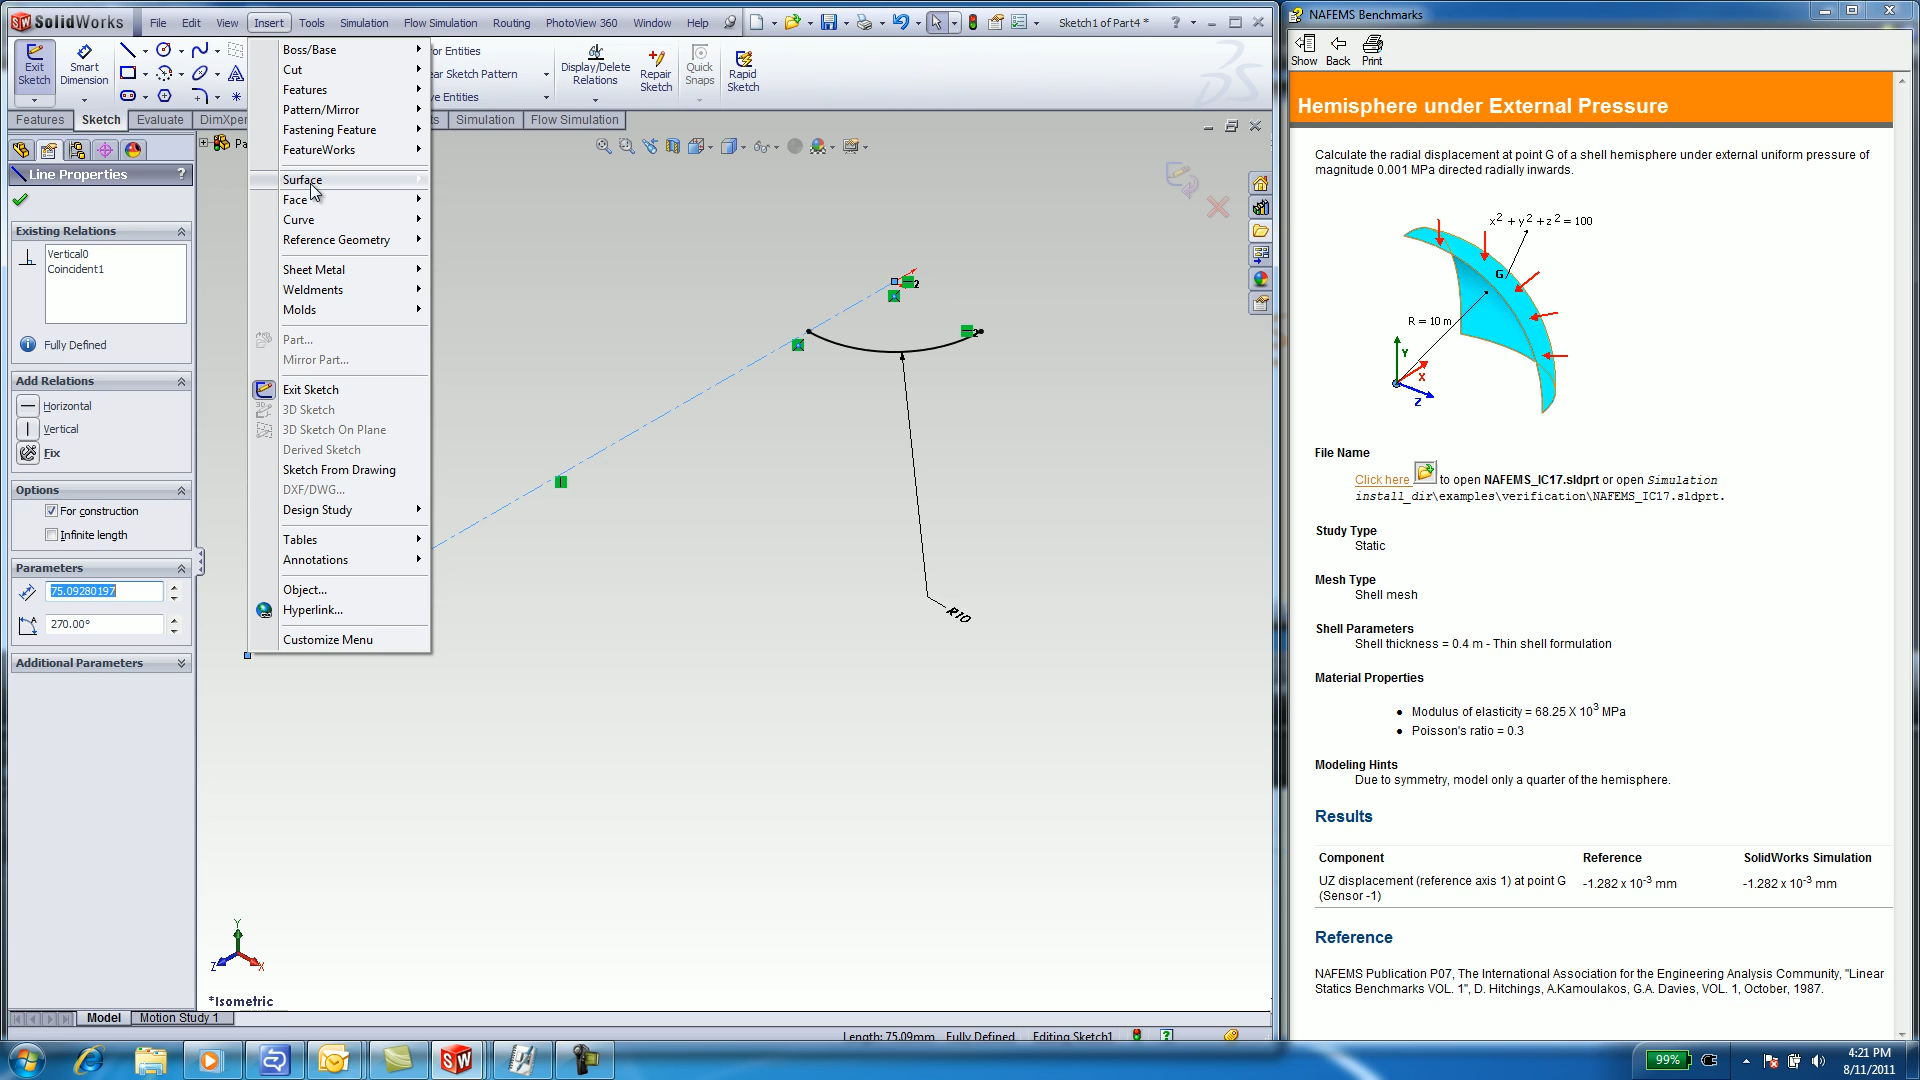 SolidWorks
File Edit View Insert Tools Simulation Flow Simulation Routing PhotoView 360 Window Help
Sketch1 of Part4 *
Exit Sketch
Smart Dimension
Display/Delete Relations
Repair Sketch
Quick Snaps
Rapid Sketch
Features Sketch Evaluate DimXper
Simulation Flow Simulation
Line Properties ?
Existing Relations
Vertical0
Coincident1
Fully Defined
Add Relations
Horizontal
Vertical
Fix
Options
For construction
Infinite length
Parameters
75.09280197
270.00°
Additional Parameters
Boss/Base
Cut
Features
Pattern/Mirror
Fastening Feature
FeatureWorks
Surface
Face
Curve
Reference Geometry
Sheet Metal
Weldments
Molds
Part...
Mirror Part...
Exit Sketch
3D Sketch
3D Sketch On Plane
Derived Sketch
Sketch From Drawing
DXF/DWG...
Design Study
Tables
Annotations
Object...
Hyperlink...
Customize Menu
2
2
R10
Y
Z
X
*Isometric
Model Motion Study 1
Length: 75.09mm Fully Defined Editing Sketch1
NAFEMS Benchmarks
Show Back Print
Hemisphere under External Pressure
Calculate the radial displacement at point G of a shell hemisphere under external uniform pressure of
magnitude 0.001 MPa directed radially inwards.
x² + y² + z² = 100
G
R = 10 m
Y
X
Z
File Name
Click here to open NAFEMS_IC17.sldprt or open Simulation
install_dir\examples\verification\NAFEMS_IC17.sldprt.
Study Type
Static
Mesh Type
Shell mesh
Shell Parameters
Shell thickness = 0.4 m - Thin shell formulation
Material Properties
• Modulus of elasticity = 68.25 X 10³ MPa
• Poisson's ratio = 0.3
Modeling Hints
Due to symmetry, model only a quarter of the hemisphere.
Results
Component Reference SolidWorks Simulation
UZ displacement (reference axis 1) at point G -1.282 x 10⁻³ mm -1.282 x 10⁻³ mm
(Sensor -1)
Reference
NAFEMS Publication P07, The International Association for the Engineering Analysis Community, "Linear
Statics Benchmarks VOL. 1", D. Hitchings, A.Kamoulakos, G.A. Davies, VOL. 1, October, 1987.
99%
4:21 PM
8/11/2011